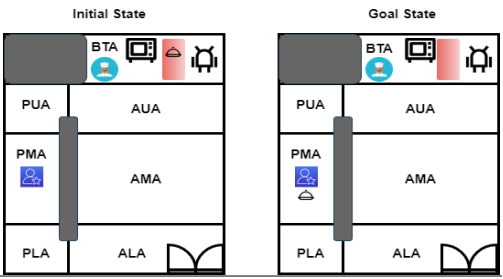 Initial State
BTA
PUA
AUA
PMA
AMA
PLA
ALA
Goal State
BTA
PUA
AUA
PMA
AMA
PLA
ALA